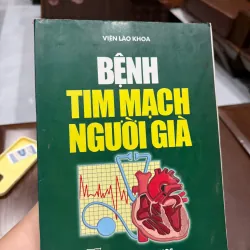 VIỆN LÃO KHOA
BỆNH
TIM MẠCH
NGƯỜI GIÀ